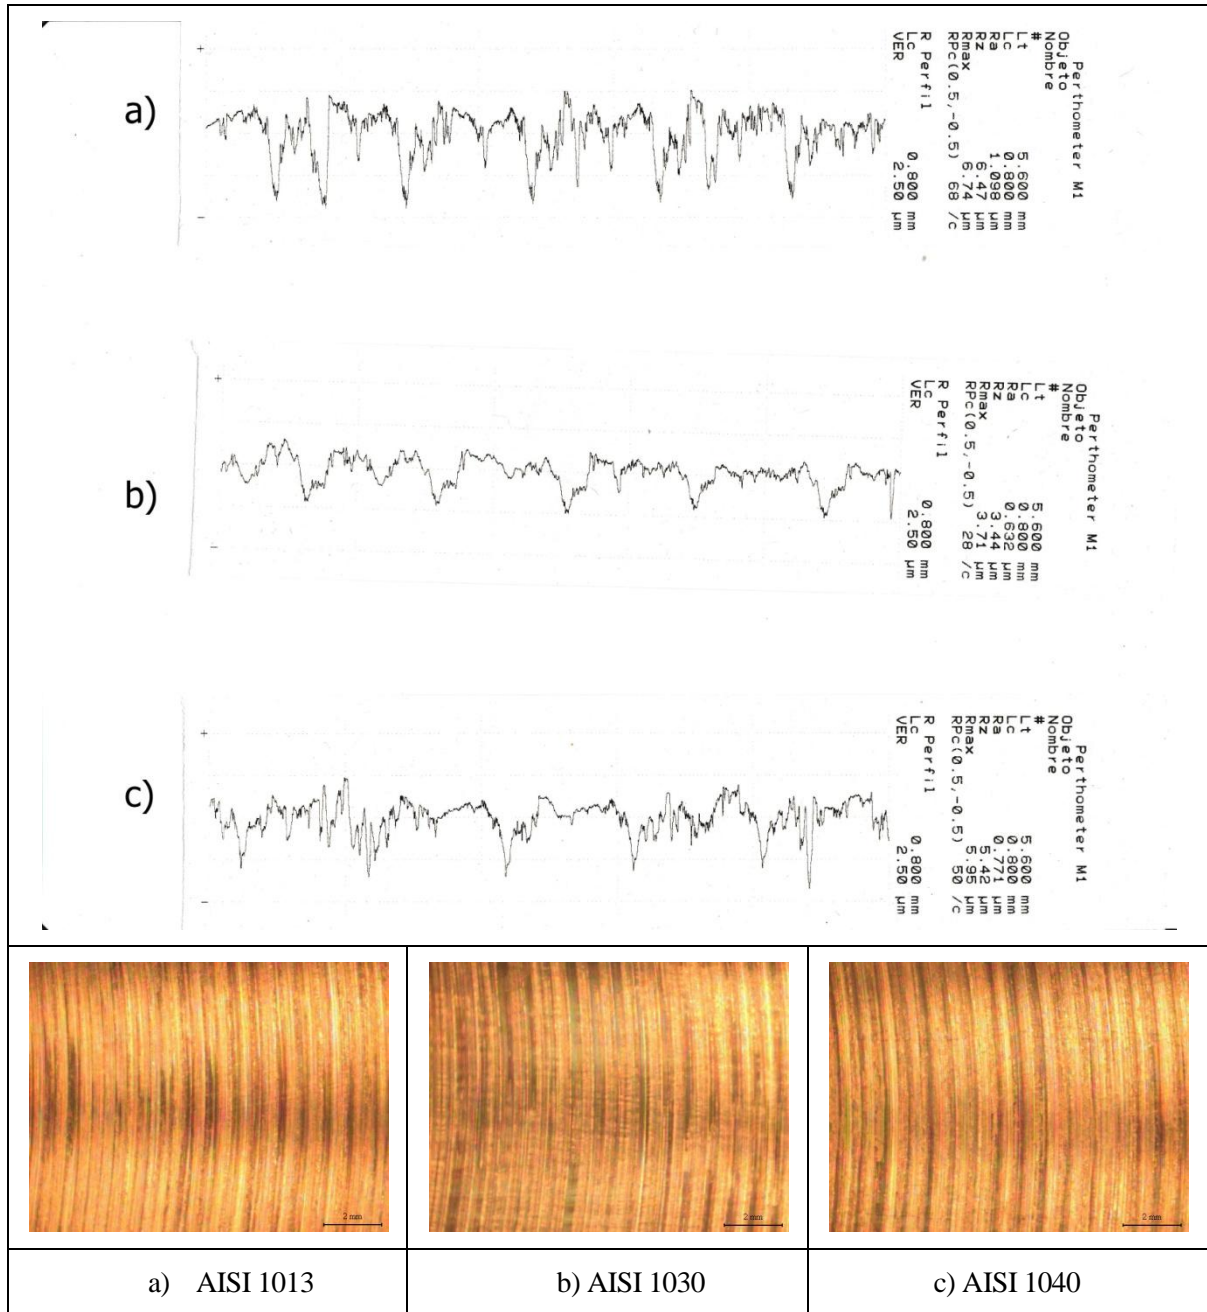 a)
+
-
Perthometer M1
Objeto
Nombre
#
Lt 5.600 mm
Lc 0.800 mm
Ra 1.098 µm
Rz 6.47 µm
Rmax 6.74 µm
RPc(0.5,-0.5) 68 /c
R Perfil
Lc 0.800 mm
VER 2.50 µm
b)
+
-
Perthometer M1
Objeto
Nombre
#
Lt 5.600 mm
Lc 0.800 mm
Ra 0.632 µm
Rz 3.44 µm
Rmax 3.71 µm
RPc(0.5,-0.5) 28 /c
R Perfil
Lc 0.800 mm
VER 2.50 µm
c)
+
-
Perthometer M1
Objeto
Nombre
#
Lt 5.600 mm
Lc 0.800 mm
Ra 0.771 µm
Rz 5.42 µm
Rmax 5.95 µm
RPc(0.5,-0.5) 50 /c
R Perfil
Lc 0.800 mm
VER 2.50 µm
2 mm
2 mm
2 mm
a) AISI 1013
b) AISI 1030
c) AISI 1040